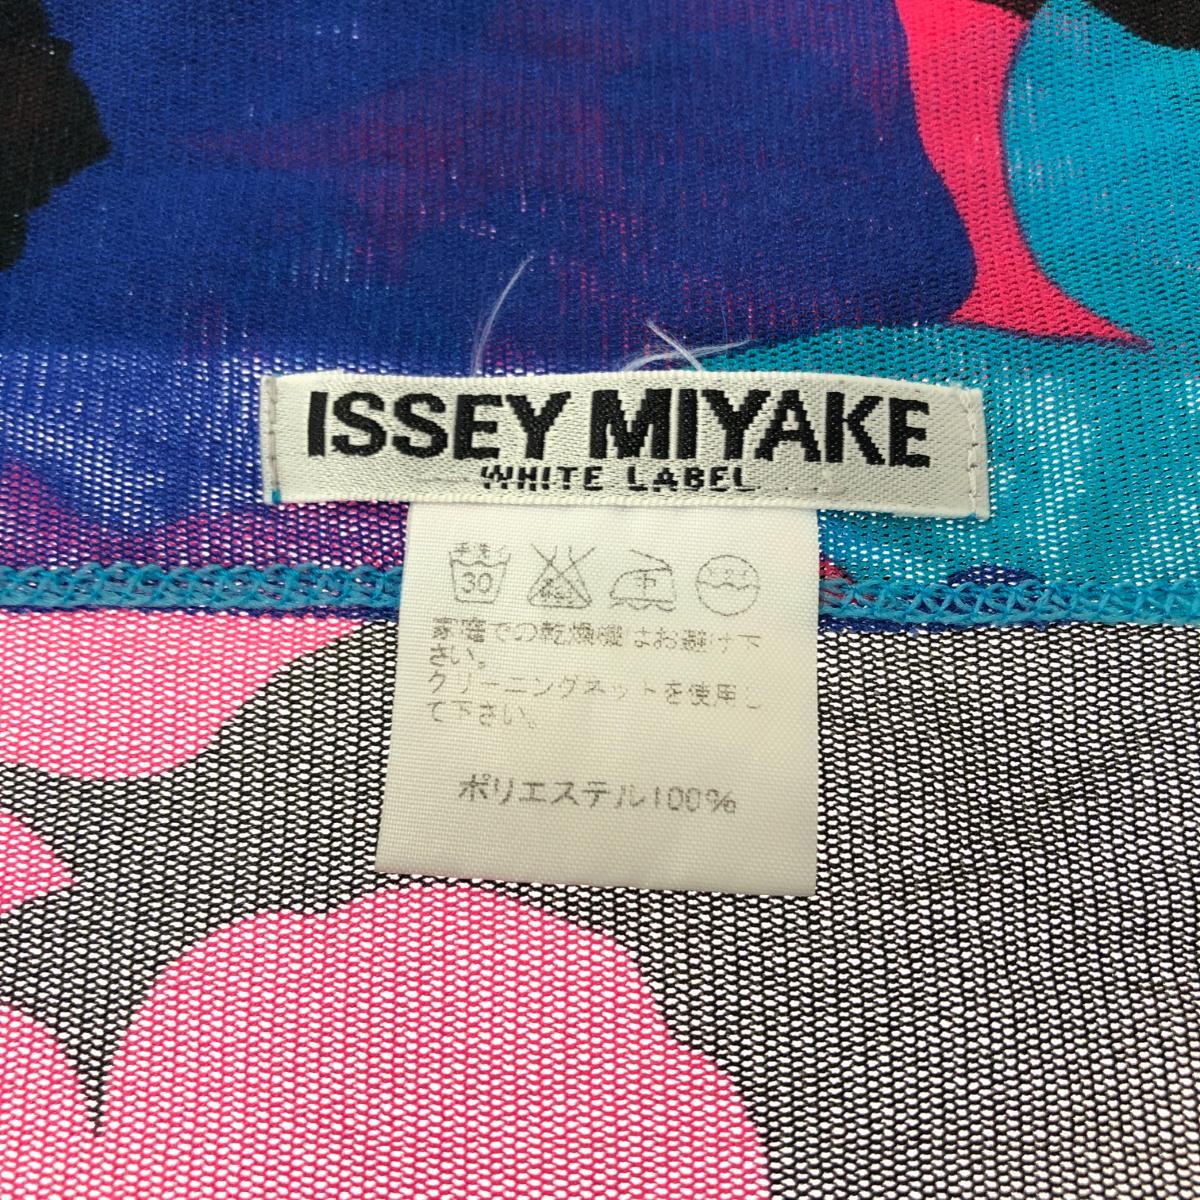 ISSEY MIYAKE
WHITE LABEL
手洗イ
30
中
家庭での乾燥機はお避け下
さい。
クリーニングネットを使用し
て下さい。
ポリエステル100%